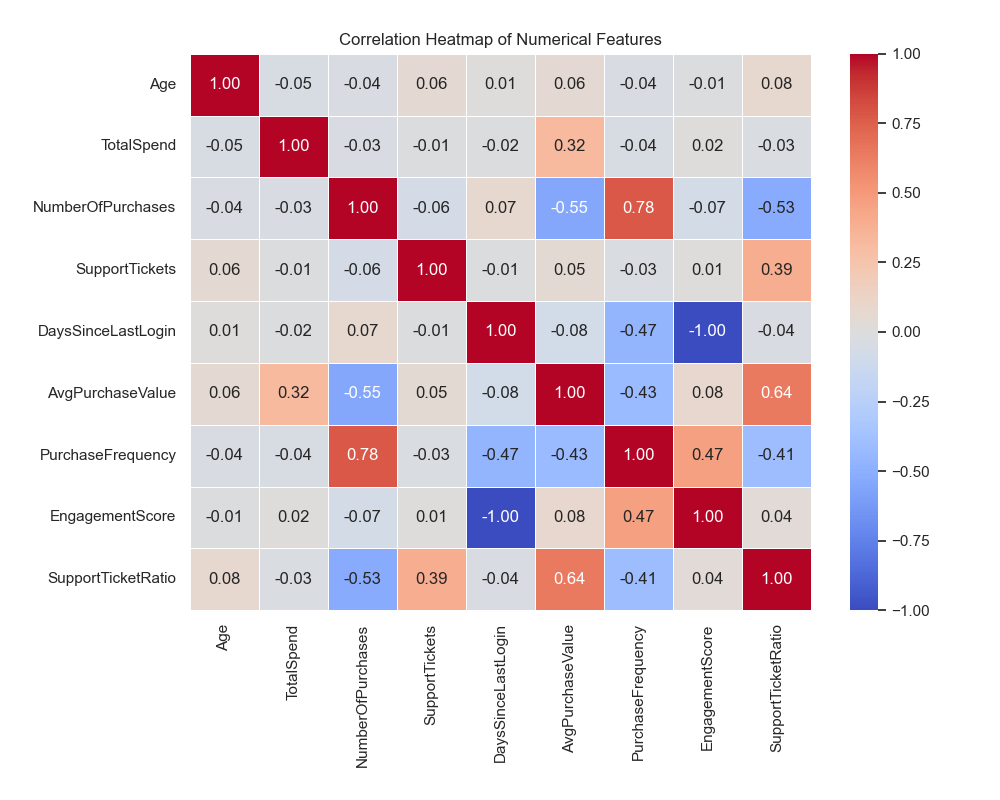 Correlation Heatmap of Numerical Features
Age 1.00 -0.05 -0.04 0.06 0.01 0.06 -0.04 -0.01 0.08
TotalSpend -0.05 1.00 -0.03 -0.01 -0.02 0.32 -0.04 0.02 -0.03
NumberOfPurchases -0.04 -0.03 1.00 -0.06 0.07 -0.55 0.78 -0.07 -0.53
SupportTickets 0.06 -0.01 -0.06 1.00 -0.01 0.05 -0.03 0.01 0.39
DaysSinceLastLogin 0.01 -0.02 0.07 -0.01 1.00 -0.08 -0.47 -1.00 -0.04
AvgPurchaseValue 0.06 0.32 -0.55 0.05 -0.08 1.00 -0.43 0.08 0.64
PurchaseFrequency -0.04 -0.04 0.78 -0.03 -0.47 -0.43 1.00 0.47 -0.41
EngagementScore -0.01 0.02 -0.07 0.01 -1.00 0.08 0.47 1.00 0.04
SupportTicketRatio 0.08 -0.03 -0.53 0.39 -0.04 0.64 -0.41 0.04 1.00
Age
TotalSpend
NumberOfPurchases
SupportTickets
DaysSinceLastLogin
AvgPurchaseValue
PurchaseFrequency
EngagementScore
SupportTicketRatio
1.00
0.75
0.50
0.25
0.00
−0.25
−0.50
−0.75
−1.00